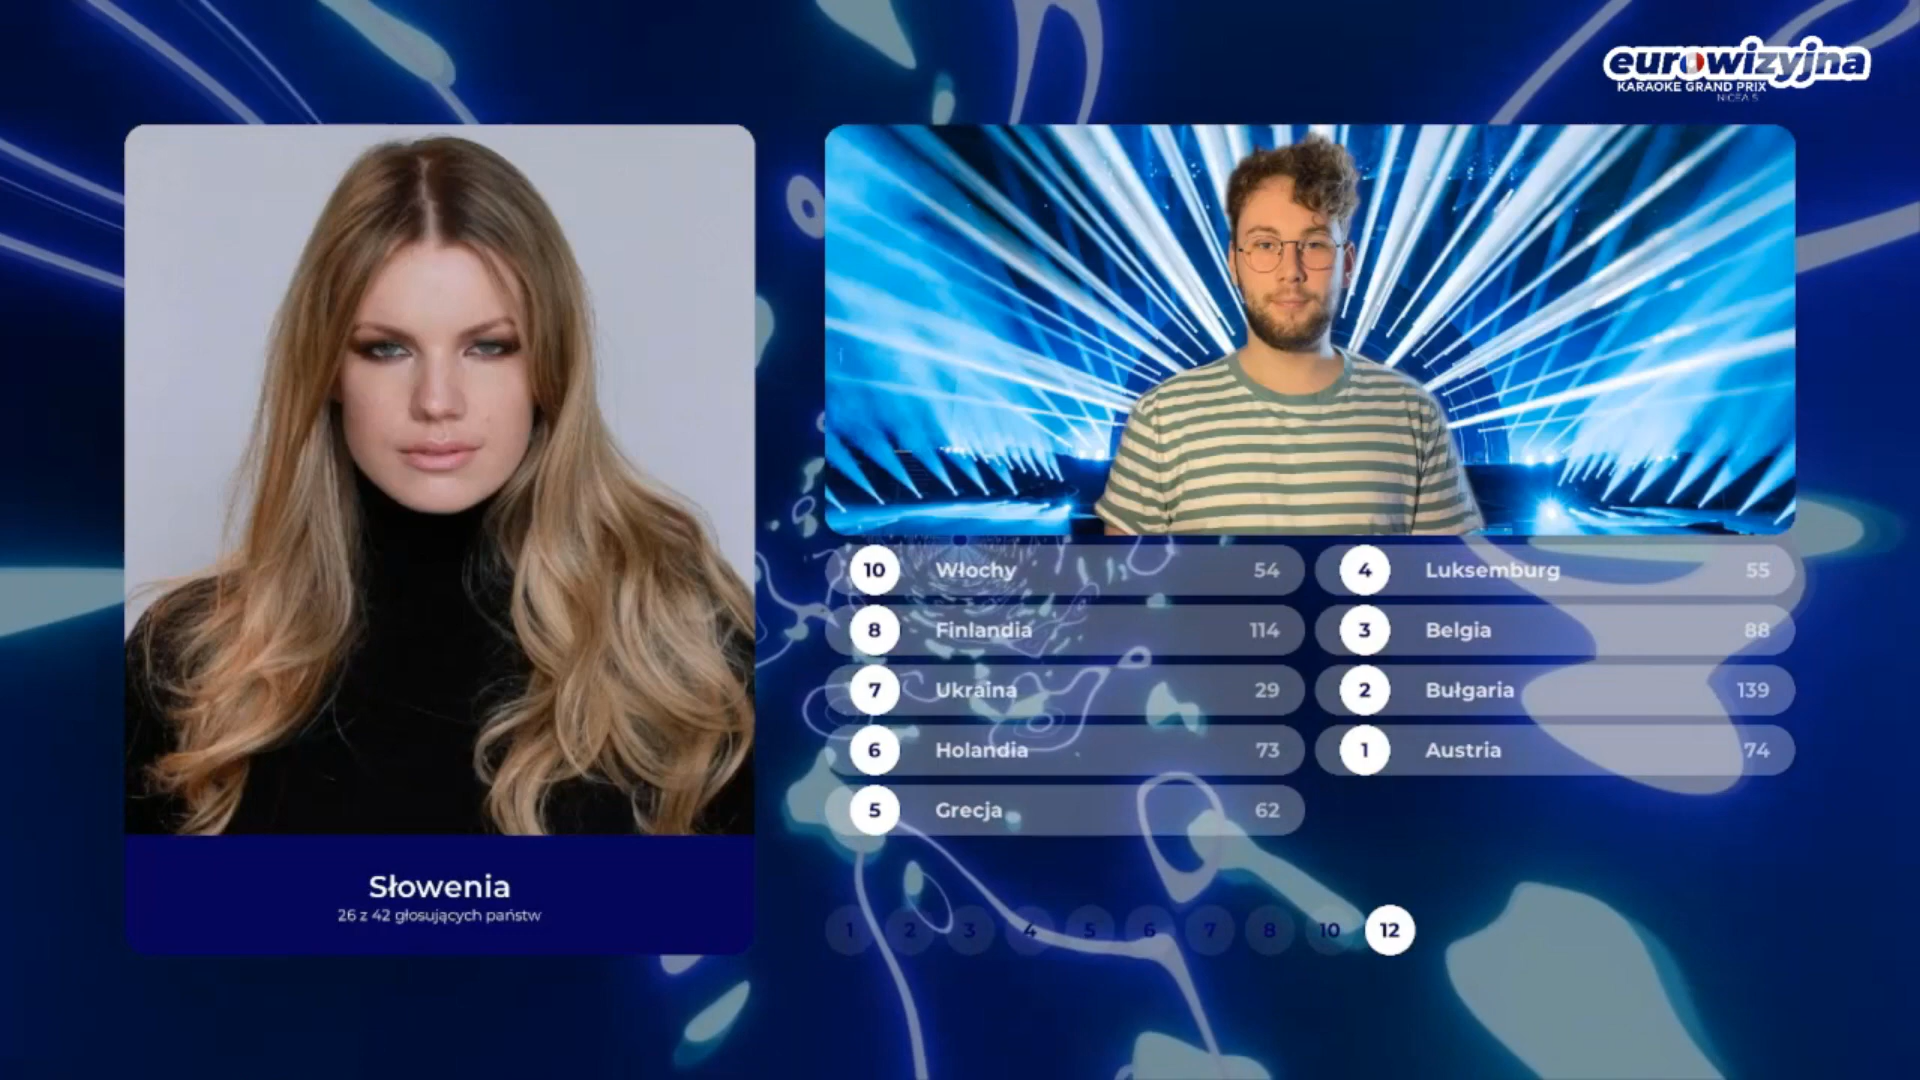 eurowizyjna
KARAOKE GRAND PRIX
NICEA 5
10 Włochy 54
8 Finlandia 114
7 Ukraina 29
6 Holandia 73
5 Grecja 62
4 Luksemburg 55
3 Belgia 88
2 Bułgaria 139
1 Austria 74
Słowenia
26 z 42 głosujących państw
1 2 3 4 5 6 7 8 10 12